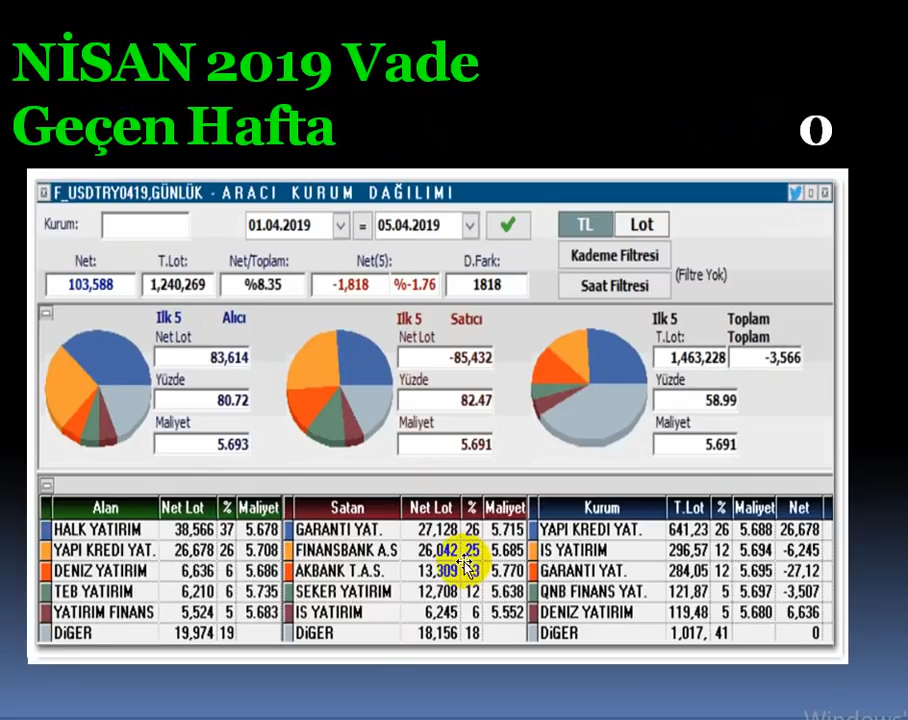 NİSAN 2019 Vade
Geçen Hafta
0
F_USDTRY0419,GÜNLÜK - ARACI KURUM DAĞILIMI
Kurum: 01.04.2019 = 05.04.2019 TL Lot
Net: T.Lot: Net/Toplam: Net(5): D.Fark: Kademe Filtresi
103,588 1,240,269 %8.35 -1,818 %-1.76 1818 Saat Filtresi (Filtre Yok)
Ilk 5 Alıcı Ilk 5 Satıcı Ilk 5 Toplam
Net Lot Net Lot T.Lot: Toplam
83,614 -85,432 1,463,228 -3,566
Yüzde Yüzde Yüzde
80.72 82.47 58.99
Maliyet Maliyet Maliyet
5.693 5.691 5.691
Alan Net Lot % Maliyet Satan Net Lot % Maliyet Kurum T.Lot % Maliyet Net
HALK YATIRIM 38,566 37 5.678 GARANTI YAT. 27,128 26 5.715 YAPI KREDI YAT. 641,23 26 5.688 26,678
YAPI KREDI YAT. 26,678 26 5.708 FINANSBANK A.S 26,042 25 5.685 IS YATIRIM 296,57 12 5.694 -6,245
DENIZ YATIRIM 6,636 6 5.686 AKBANK T.A.S. 13,309 5.770 GARANTI YAT. 284,05 12 5.695 -27,12
TEB YATIRIM 6,210 6 5.735 SEKER YATIRIM 12,708 12 5.638 QNB FINANS YAT. 121,87 5 5.697 -3,507
YATIRIM FINANS 5,524 5 5.683 IS YATIRIM 6,245 6 5.552 DENIZ YATIRIM 119,48 5 5.680 6,636
DiGER 19,974 19 DiGER 18,156 18 DiGER 1,017, 41 0